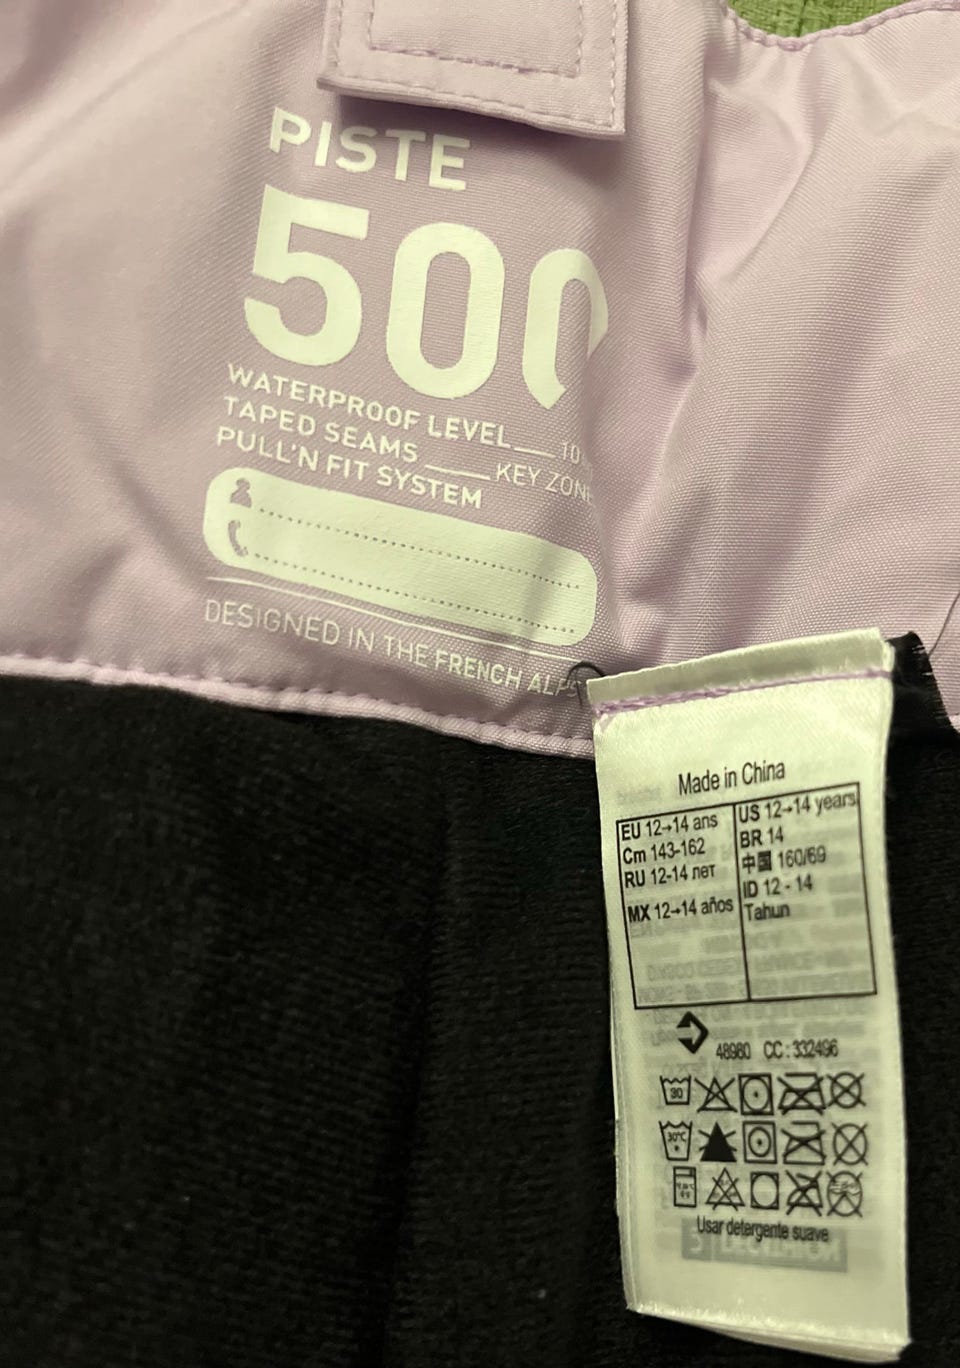 PISTE
500
WATERPROOF LEVEL
TAPED SEAMS KEY ZONE
PULL'N FIT SYSTEM
DESIGNED IN THE FRENCH ALPS
Made in China
EU 12→14 ans
Cm 143-162
RU 12-14 лет
MX 12→14 años
US 12→14 years
BR 14
中国 160/69
ID 12 - 14
Tahun
48980 CC : 332496
30
30°C
Usar detergente suave